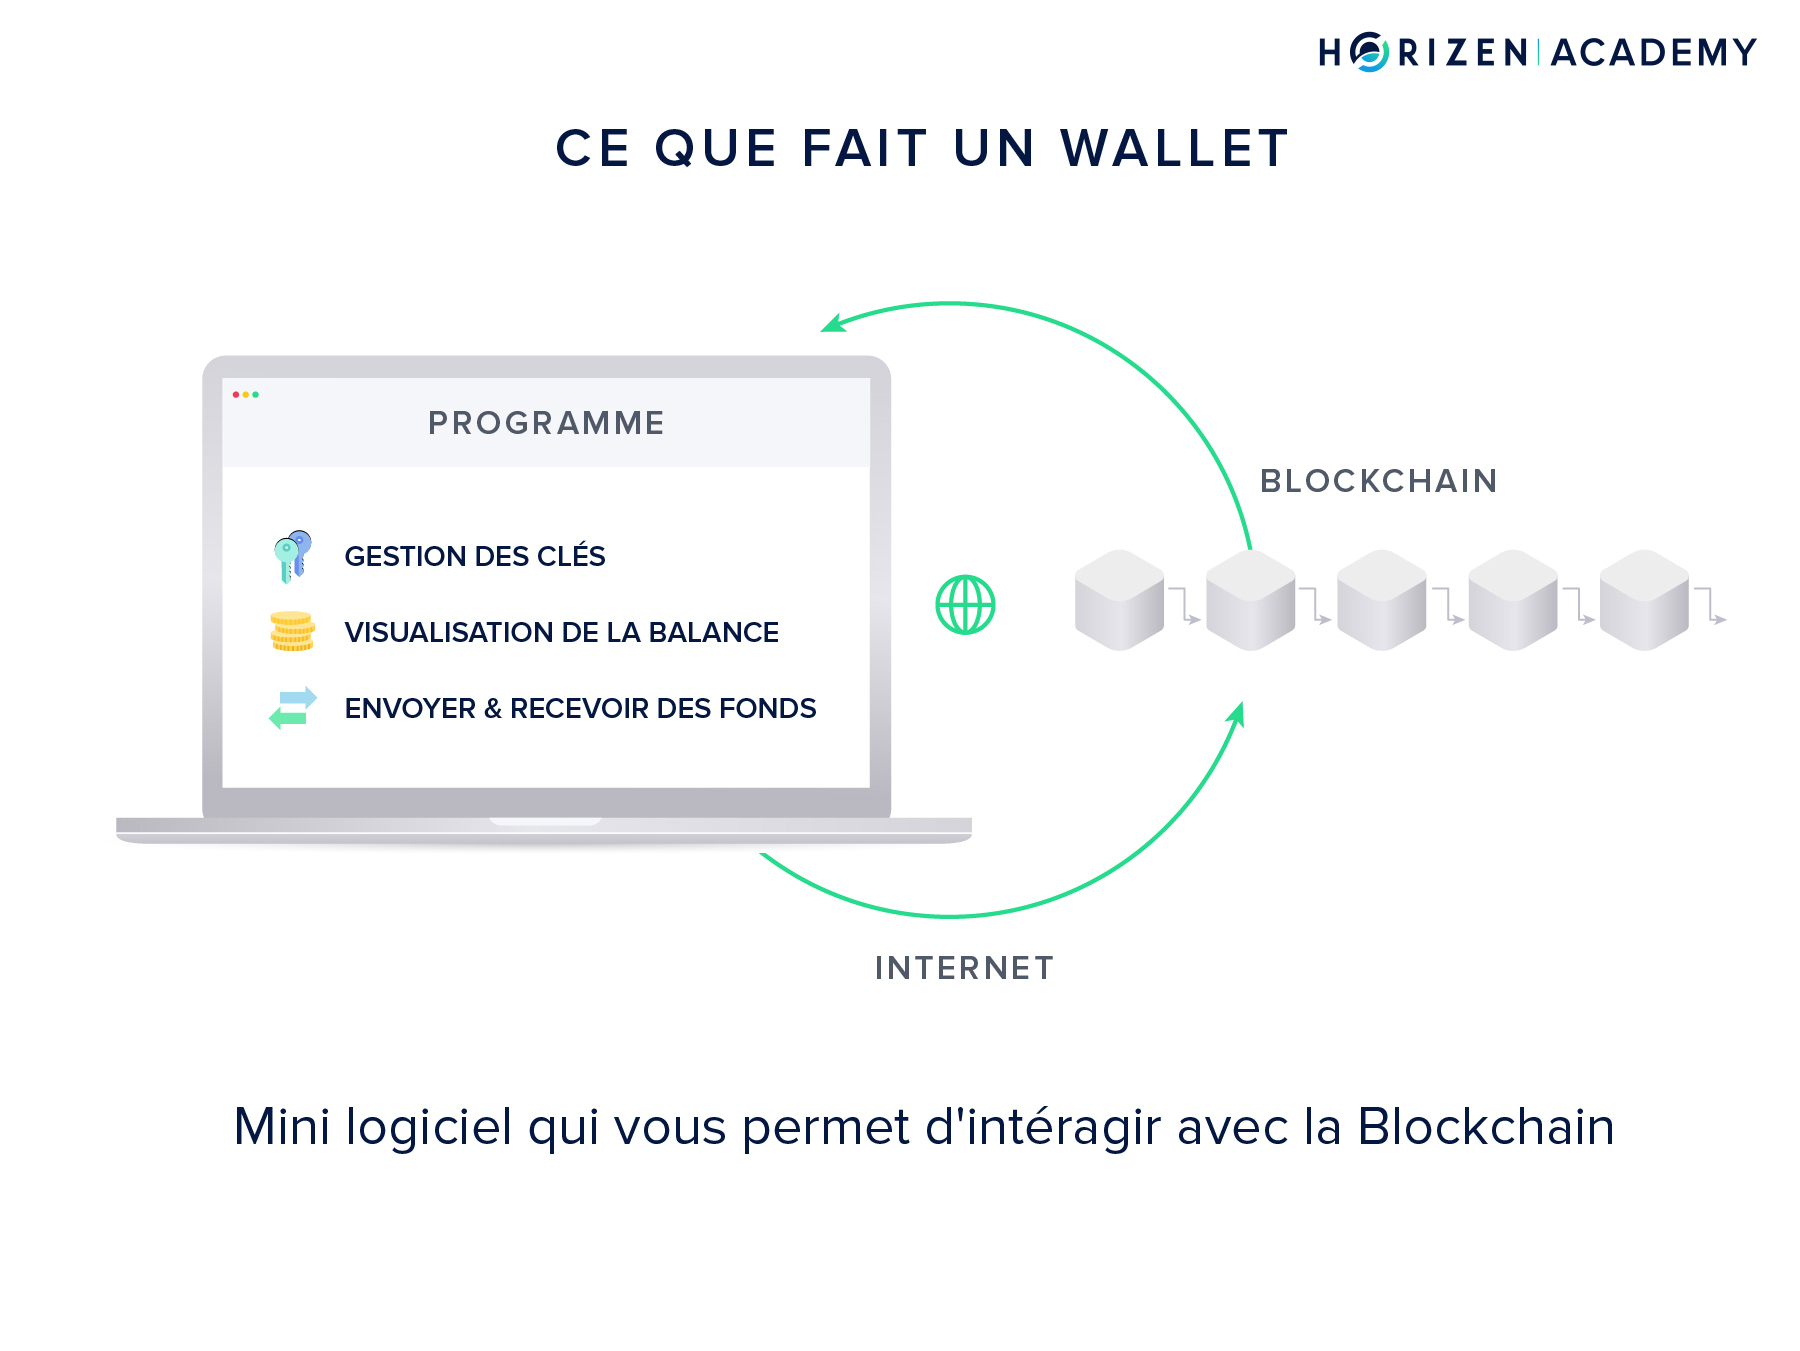 HORIZEN | ACADEMY
CE QUE FAIT UN WALLET
PROGRAMME
GESTION DES CLÉS
VISUALISATION DE LA BALANCE
ENVOYER & RECEVOIR DES FONDS
BLOCKCHAIN
INTERNET
Mini logiciel qui vous permet d'intéragir avec la Blockchain